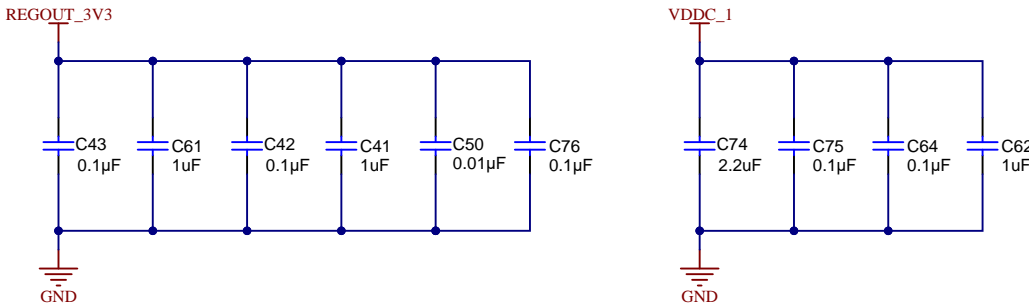 REGOUT_3V3
VDDC_1
C43
0.1µF
C61
1uF
C42
0.1µF
C41
1uF
C50
0.01µF
C76
0.1µF
C74
2.2uF
C75
0.1µF
C64
0.1µF
C62
1uF
GND
GND